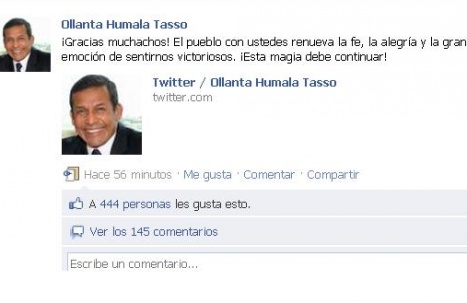 Ollanta Humala Tasso
¡Gracias muchachos! El pueblo con ustedes renueva la fe, la alegría y la gran
emoción de sentirnos victoriosos. ¡Esta magia debe continuar!
Twitter / Ollanta Humala Tasso
twitter.com
Hace 56 minutos · Me gusta · Comentar · Compartir
A 444 personas les gusta esto.
Ver los 145 comentarios
Escribe un comentario...